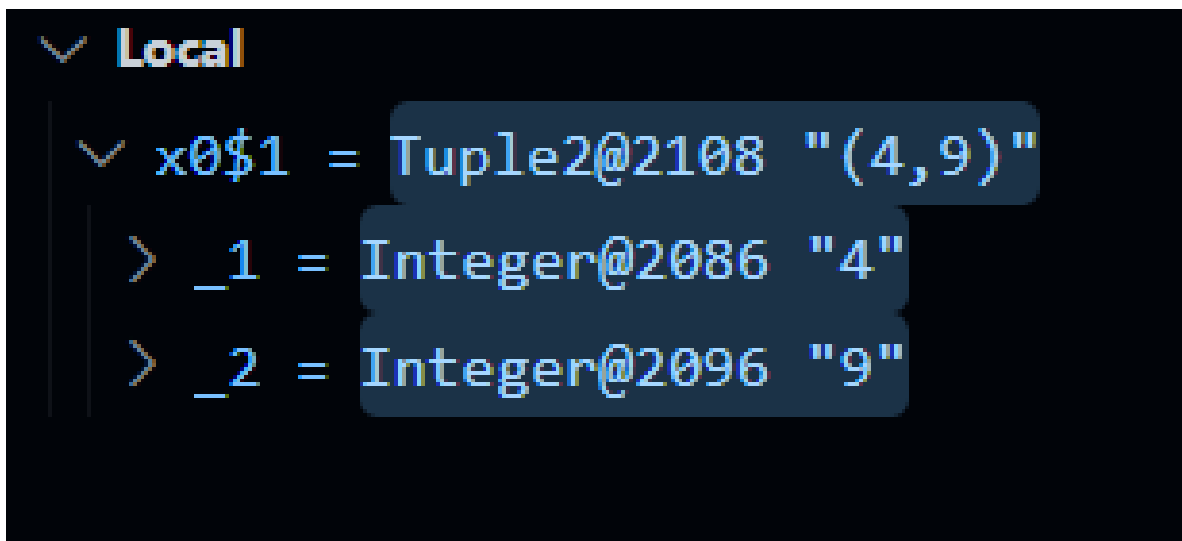 Local
x0$1 = Tuple2@2108 "(4,9)"
_1 = Integer@2086 "4"
_2 = Integer@2096 "9"